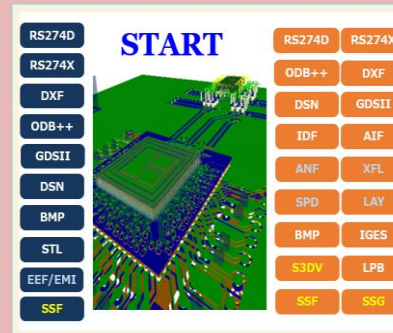 START
RS274D
RS274X
DXF
ODB++
GDSII
DSN
BMP
STL
EEF/EMI
SSF
RS274D RS274X
ODB++ DXF
DSN GDSII
IDF AIF
ANF XFL
SPD LAY
BMP IGES
S3DV LPB
SSF SSG